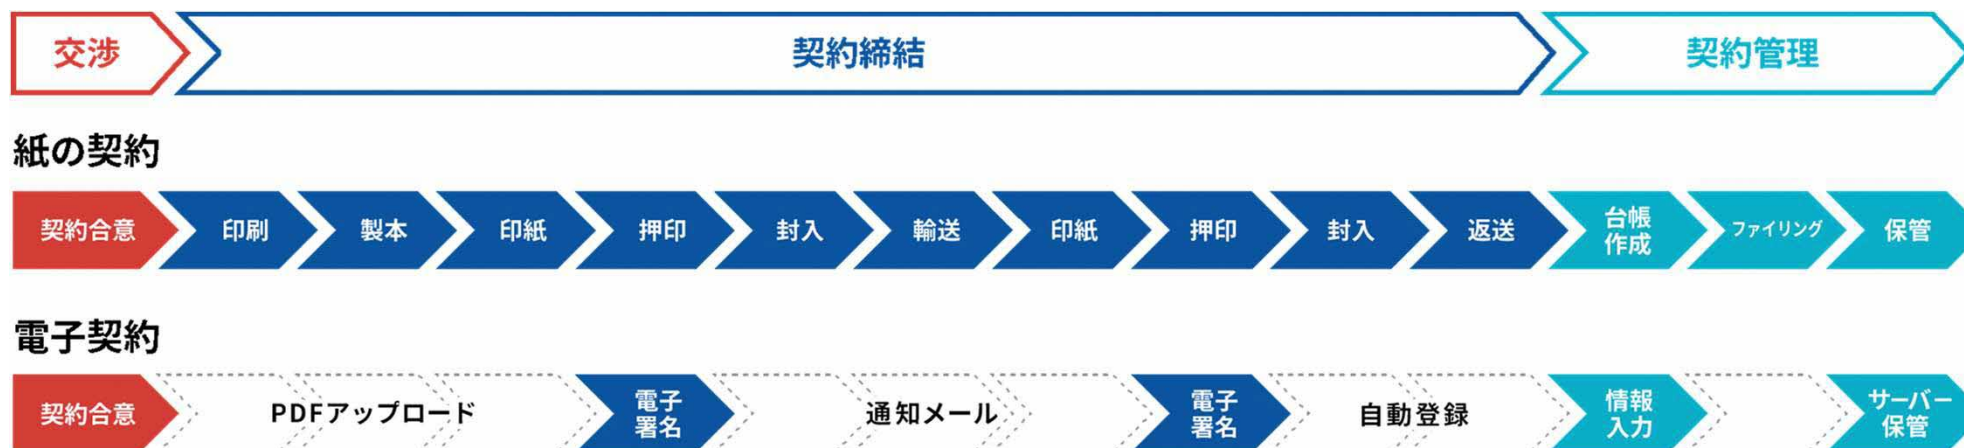 交渉 契約締結 契約管理
紙の契約
契約合意 印刷 製本 印紙 押印 封入 輸送 印紙 押印 封入 返送 台帳作成 ファイリング 保管
電子契約
契約合意 PDFアップロード 電子署名 通知メール 電子署名 自動登録 情報入力 サーバー保管